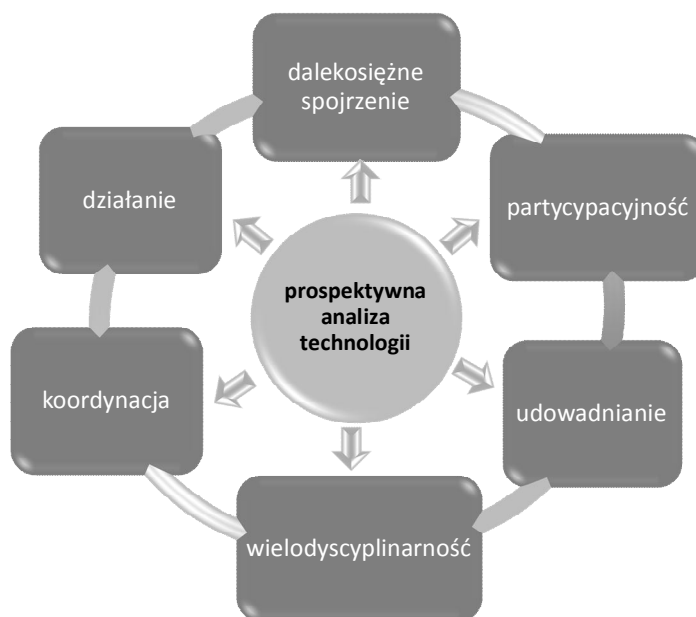 dalekosiężne
spojrzenie
działanie
partycypacyjność
prospektywna
analiza
technologii
koordynacja
udowadnianie
wielodyscyplinarność